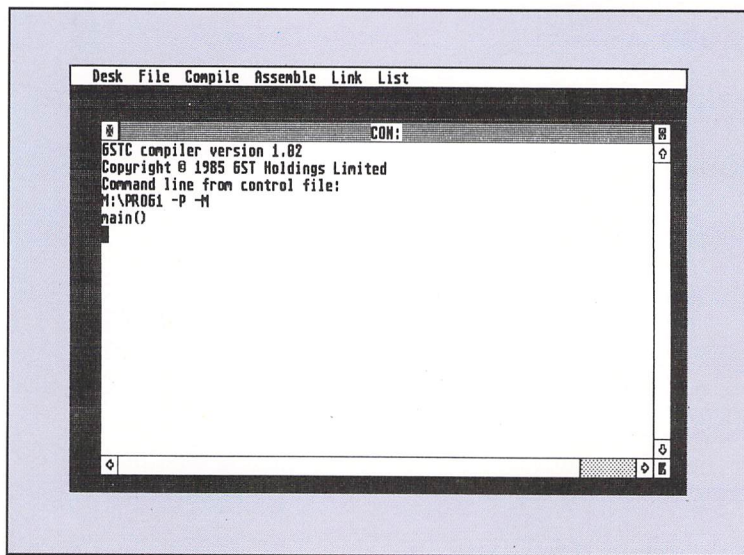 Desk File Compile Assemble Link List
CON:
GSTC compiler version 1.02
Copyright © 1985 GST Holdings Limited
Command line from control file:
M:\PROG1 -P -M
main()